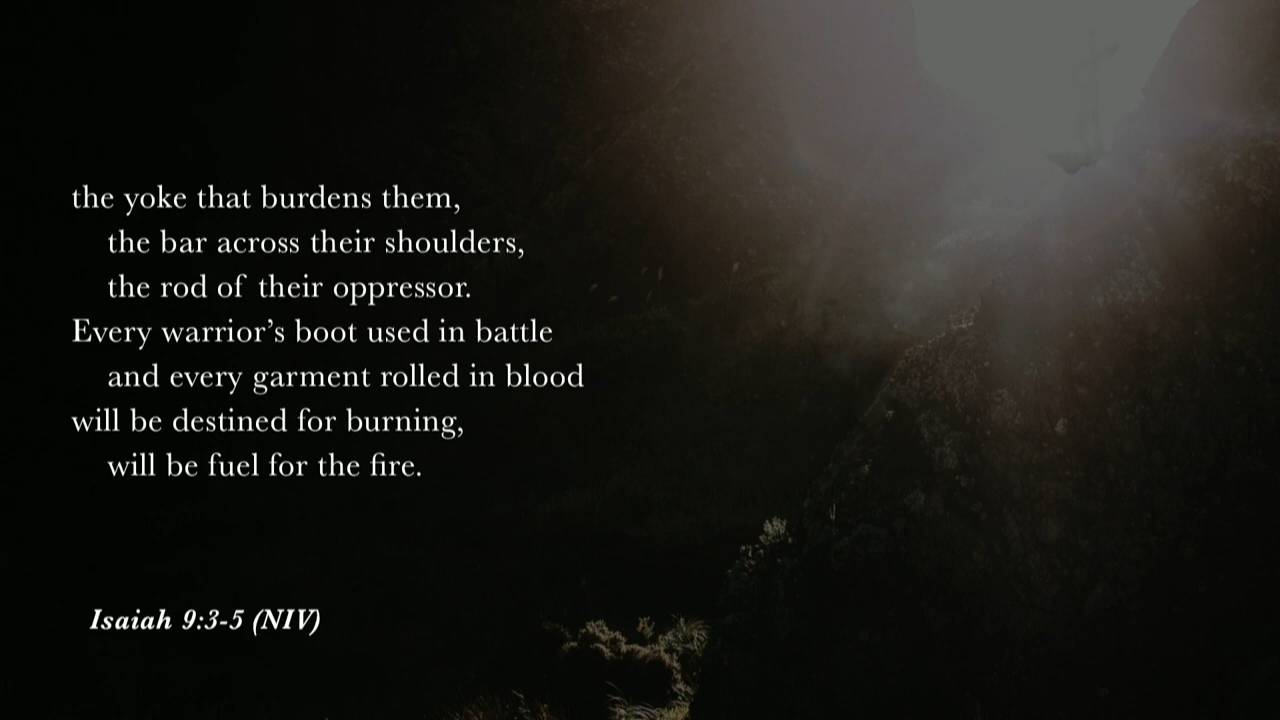 the yoke that burdens them,
the bar across their shoulders,
the rod of their oppressor.
Every warrior’s boot used in battle
and every garment rolled in blood
will be destined for burning,
will be fuel for the fire.
Isaiah 9:3-5 (NIV)